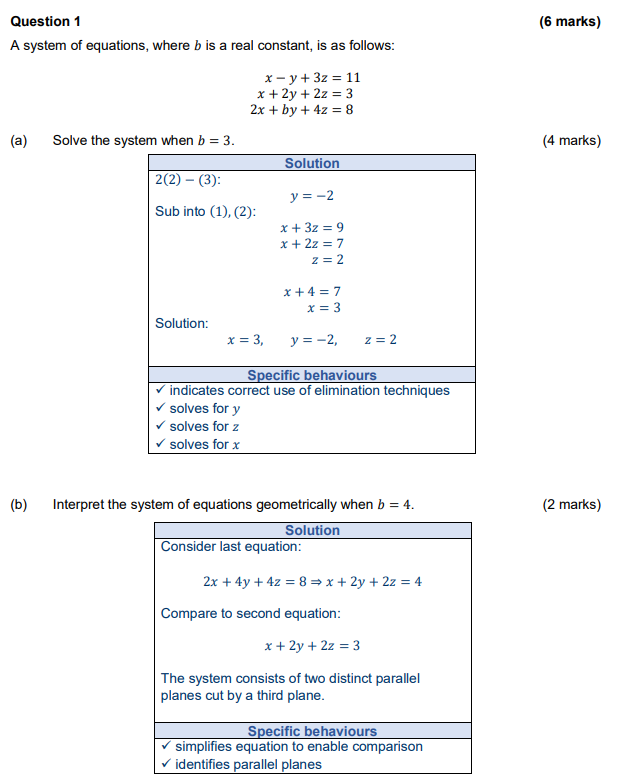 Question 1 (6 marks)
A system of equations, where b is a real constant, is as follows:
x − y + 3z = 11
x + 2y + 2z = 3
2x + by + 4z = 8
(a) Solve the system when b = 3. (4 marks)
Solution
2(2) − (3):
y = −2
Sub into (1), (2):
x + 3z = 9
x + 2z = 7
z = 2
x + 4 = 7
x = 3
Solution:
x = 3, y = −2, z = 2
Specific behaviours
✓ indicates correct use of elimination techniques
✓ solves for y
✓ solves for z
✓ solves for x
(b) Interpret the system of equations geometrically when b = 4. (2 marks)
Solution
Consider last equation:
2x + 4y + 4z = 8 ⇒ x + 2y + 2z = 4
Compare to second equation:
x + 2y + 2z = 3
The system consists of two distinct parallel
planes cut by a third plane.
Specific behaviours
✓ simplifies equation to enable comparison
✓ identifies parallel planes